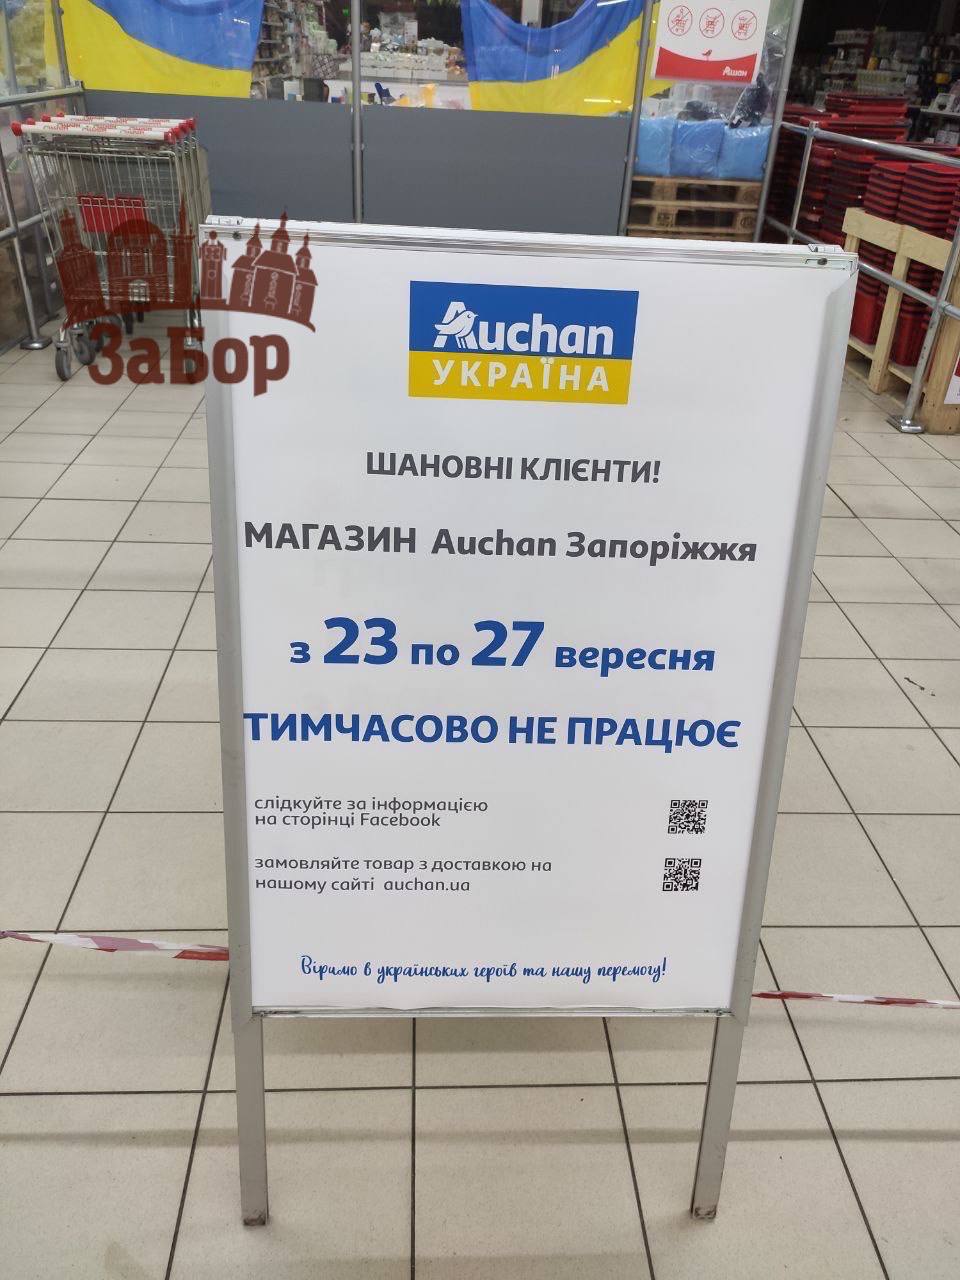 Ашан
ЗаБор
Auchan
УКРАЇНА
ШАНОВНІ КЛІЄНТИ!
МАГАЗИН Auchan Запоріжжя
з 23 по 27 вересня
ТИМЧАСОВО НЕ ПРАЦЮЄ
слідкуйте за інформацією
на сторінці Facebook
замовляйте товар з доставкою на
нашому сайті auchan.ua
Віримо в українських героїв та нашу перемогу!